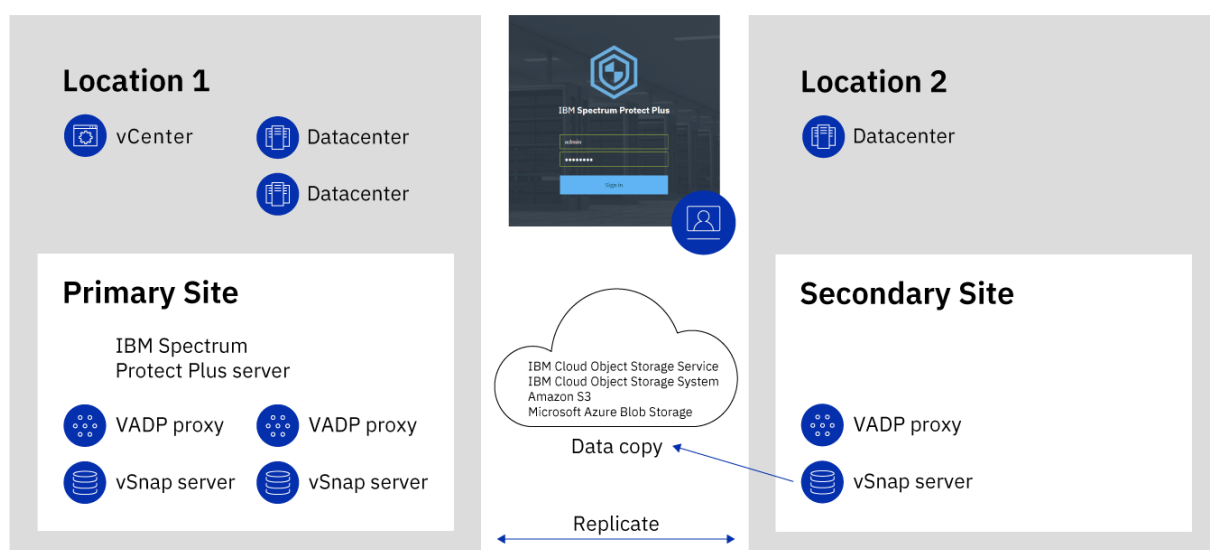 Location 1
vCenter
Datacenter
Datacenter
Primary Site
IBM Spectrum
Protect Plus server
VADP proxy
VADP proxy
vSnap server
vSnap server
IBM Spectrum Protect Plus
admin
••••••••
Sign In
IBM Cloud Object Storage Service
IBM Cloud Object Storage System
Amazon S3
Microsoft Azure Blob Storage
Data copy
Replicate
Location 2
Datacenter
Secondary Site
VADP proxy
vSnap server